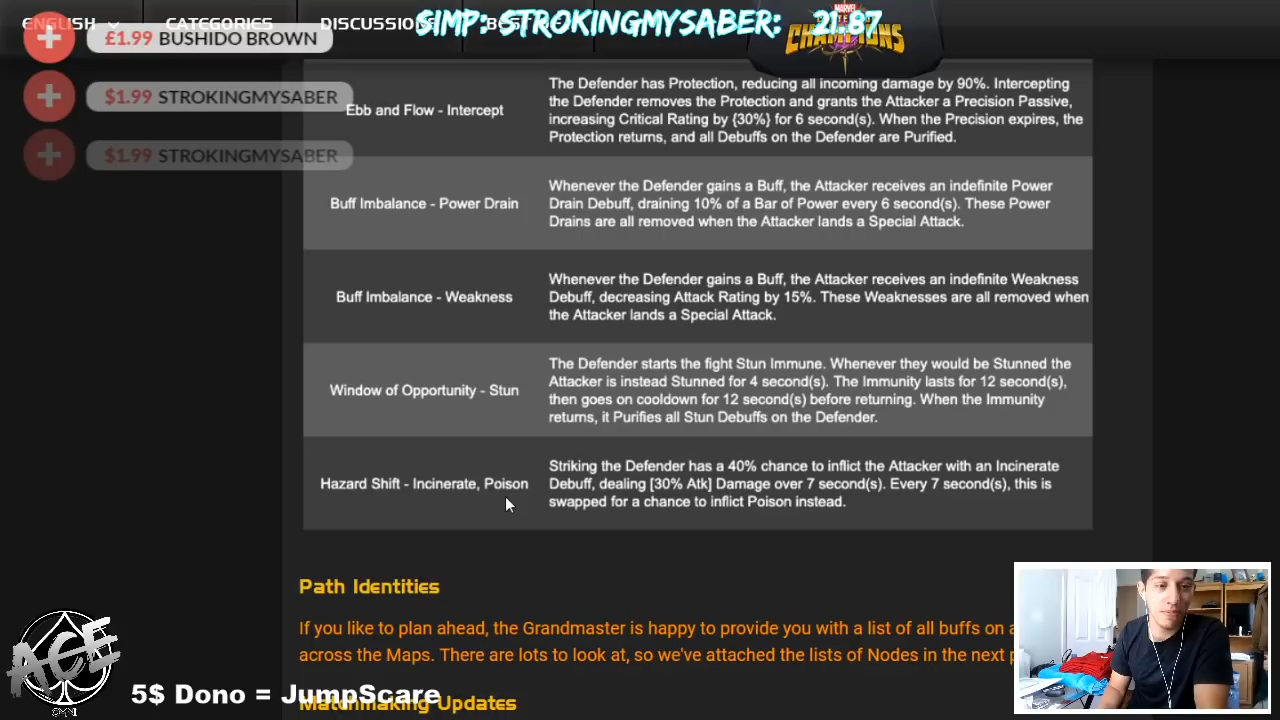 ENGLISH CATEGORIES DISCUSSIONS BEST OF
SIMP: STROKINGMYSABER: 21.87
MARVEL
CHAMPIONS
+ £1.99 BUSHIDO BROWN
+ $1.99 STROKINGMYSABER
+ $1.99 STROKINGMYSABER
Ebb and Flow - Intercept
The Defender has Protection, reducing all incoming damage by 90%. Intercepting
the Defender removes the Protection and grants the Attacker a Precision Passive,
increasing Critical Rating by {30%} for 6 second(s). When the Precision expires, the
Protection returns, and all Debuffs on the Defender are Purified.
Buff Imbalance - Power Drain
Whenever the Defender gains a Buff, the Attacker receives an indefinite Power
Drain Debuff, draining 10% of a Bar of Power every 6 second(s). These Power
Drains are all removed when the Attacker lands a Special Attack.
Buff Imbalance - Weakness
Whenever the Defender gains a Buff, the Attacker receives an indefinite Weakness
Debuff, decreasing Attack Rating by 15%. These Weaknesses are all removed when
the Attacker lands a Special Attack.
Window of Opportunity - Stun
The Defender starts the fight Stun Immune. Whenever they would be Stunned the
Attacker is instead Stunned for 4 second(s). The Immunity lasts for 12 second(s),
then goes on cooldown for 12 second(s) before returning. When the Immunity
returns, it Purifies all Stun Debuffs on the Defender.
Hazard Shift - Incinerate, Poison
Striking the Defender has a 40% chance to inflict the Attacker with an Incinerate
Debuff, dealing [30% Atk] Damage over 7 second(s). Every 7 second(s), this is
swapped for a chance to inflict Poison instead.
Path Identities
If you like to plan ahead, the Grandmaster is happy to provide you with a list of all buffs on a
across the Maps. There are lots to look at, so we've attached the lists of Nodes in the next
Matchmaking Updates
ACE
OMNI
5$ Dono = JumpScare